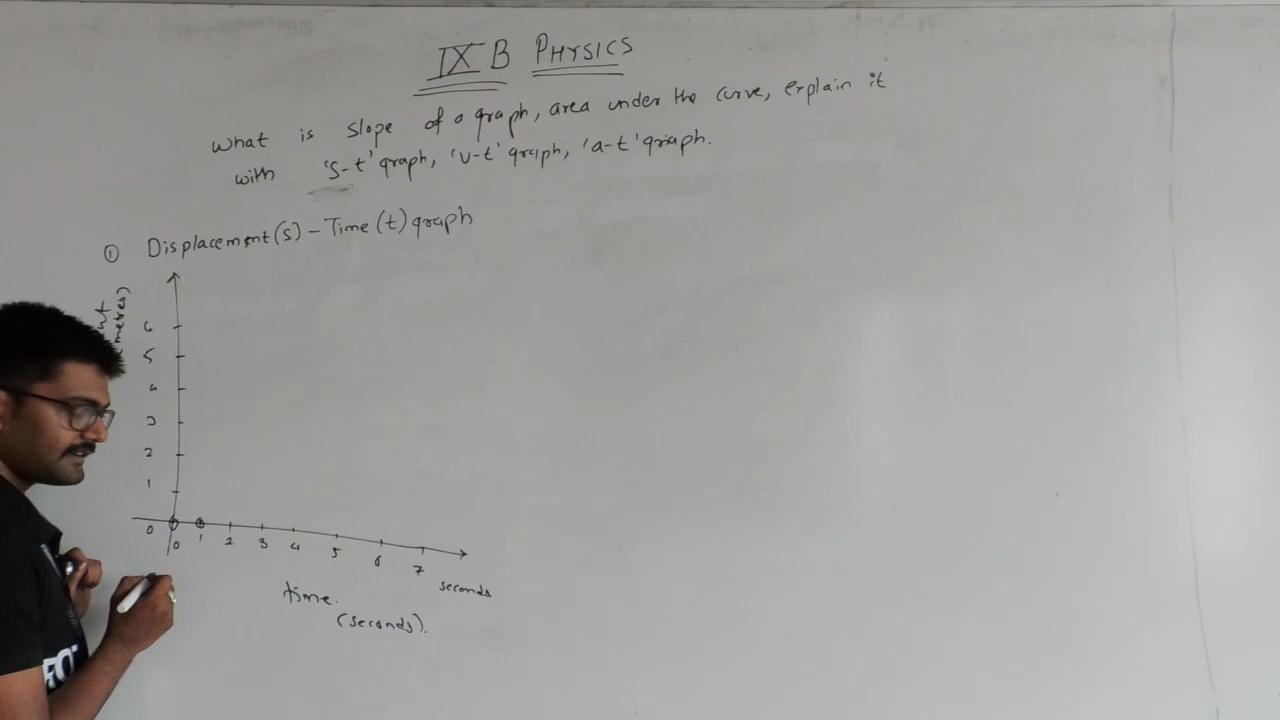 IX B PHYSICS
What is slope of a graph, area under the curve, explain it
with 's-t' graph, 'v-t' graph, 'a-t' graph.
① Displacement(s) – Time(t) graph
(metres)
6
5
4
3
2
1
0
0 1 2 3 4 5 6 7
seconds
time.
(seconds).